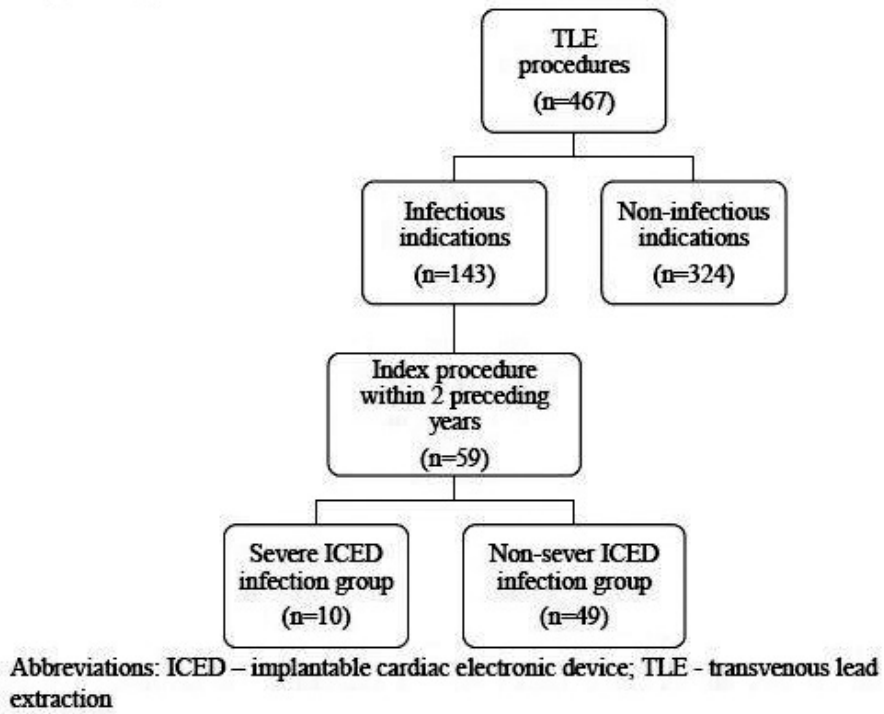 TLE
procedures
(n=467)
Infectious
indications
(n=143)
Non-infectious
indications
(n=324)
Index procedure
within 2 preceding
years
(n=59)
Severe ICED
infection group
(n=10)
Non-sever ICED
infection group
(n=49)
Abbreviations: ICED – implantable cardiac electronic device; TLE - transvenous lead
extraction